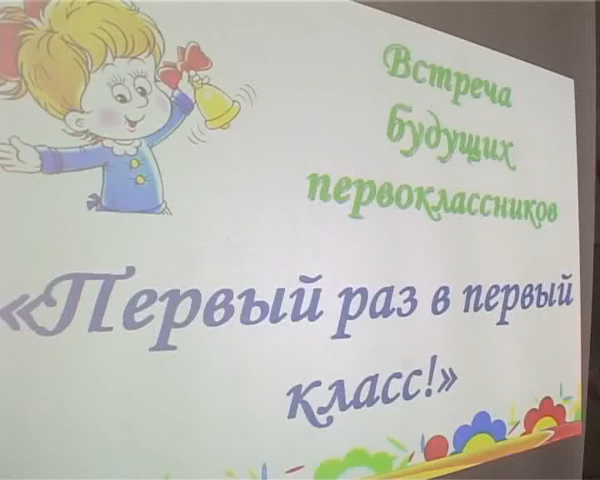 Встреча
будущих
первоклассников
«Первый раз в первый
класс!»